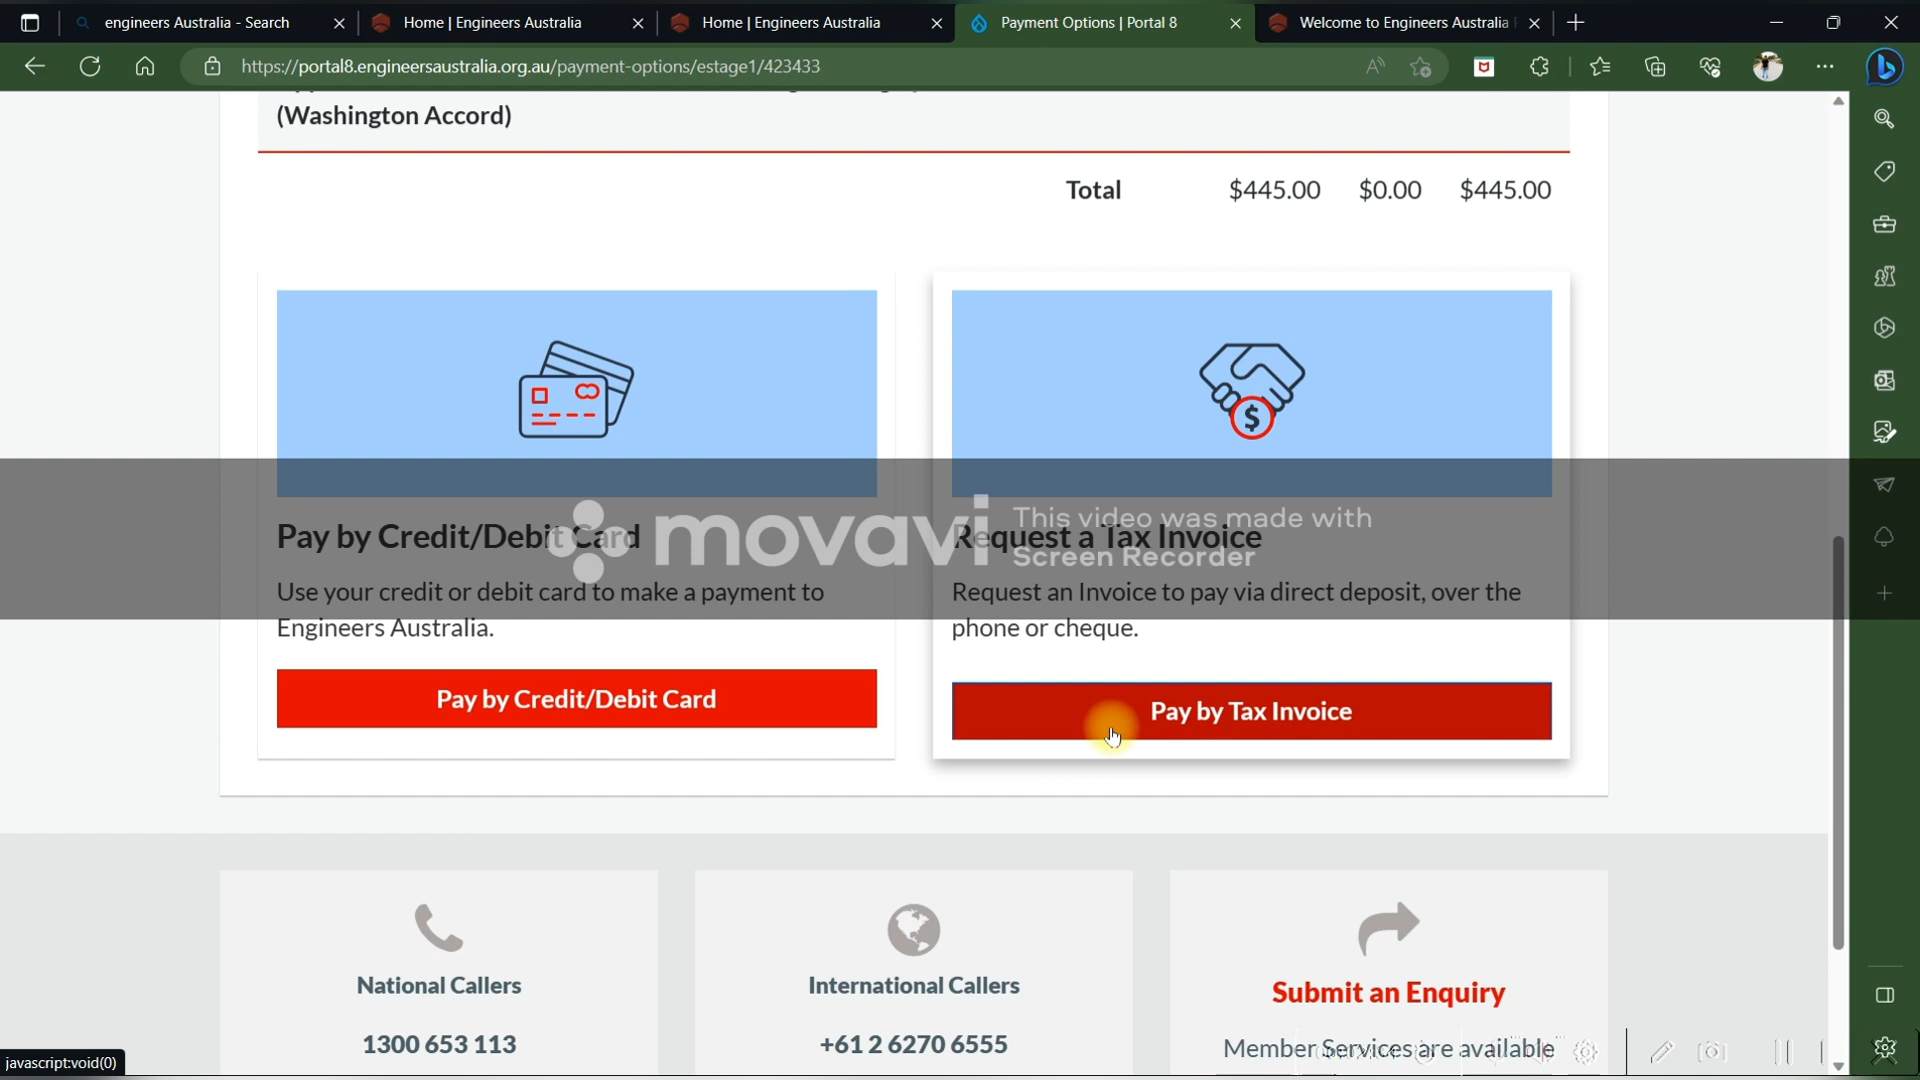 engineers Australia - Search
Home | Engineers Australia
Home | Engineers Australia
Payment Options | Portal 8
Welcome to Engineers Australia
https://portal8.engineersaustralia.org.au/payment-options/estage1/423433
(Washington Accord)
Total $445.00 $0.00 $445.00
Pay by Credit/Debit Card
Use your credit or debit card to make a payment to
Engineers Australia.
Pay by Credit/Debit Card
Request a Tax Invoice
Request an Invoice to pay via direct deposit, over the
phone or cheque.
Pay by Tax Invoice
movavi
This video was made with
Screen Recorder
National Callers
1300 653 113
International Callers
+61 2 6270 6555
Submit an Enquiry
Member Services are available
javascript:void(0)